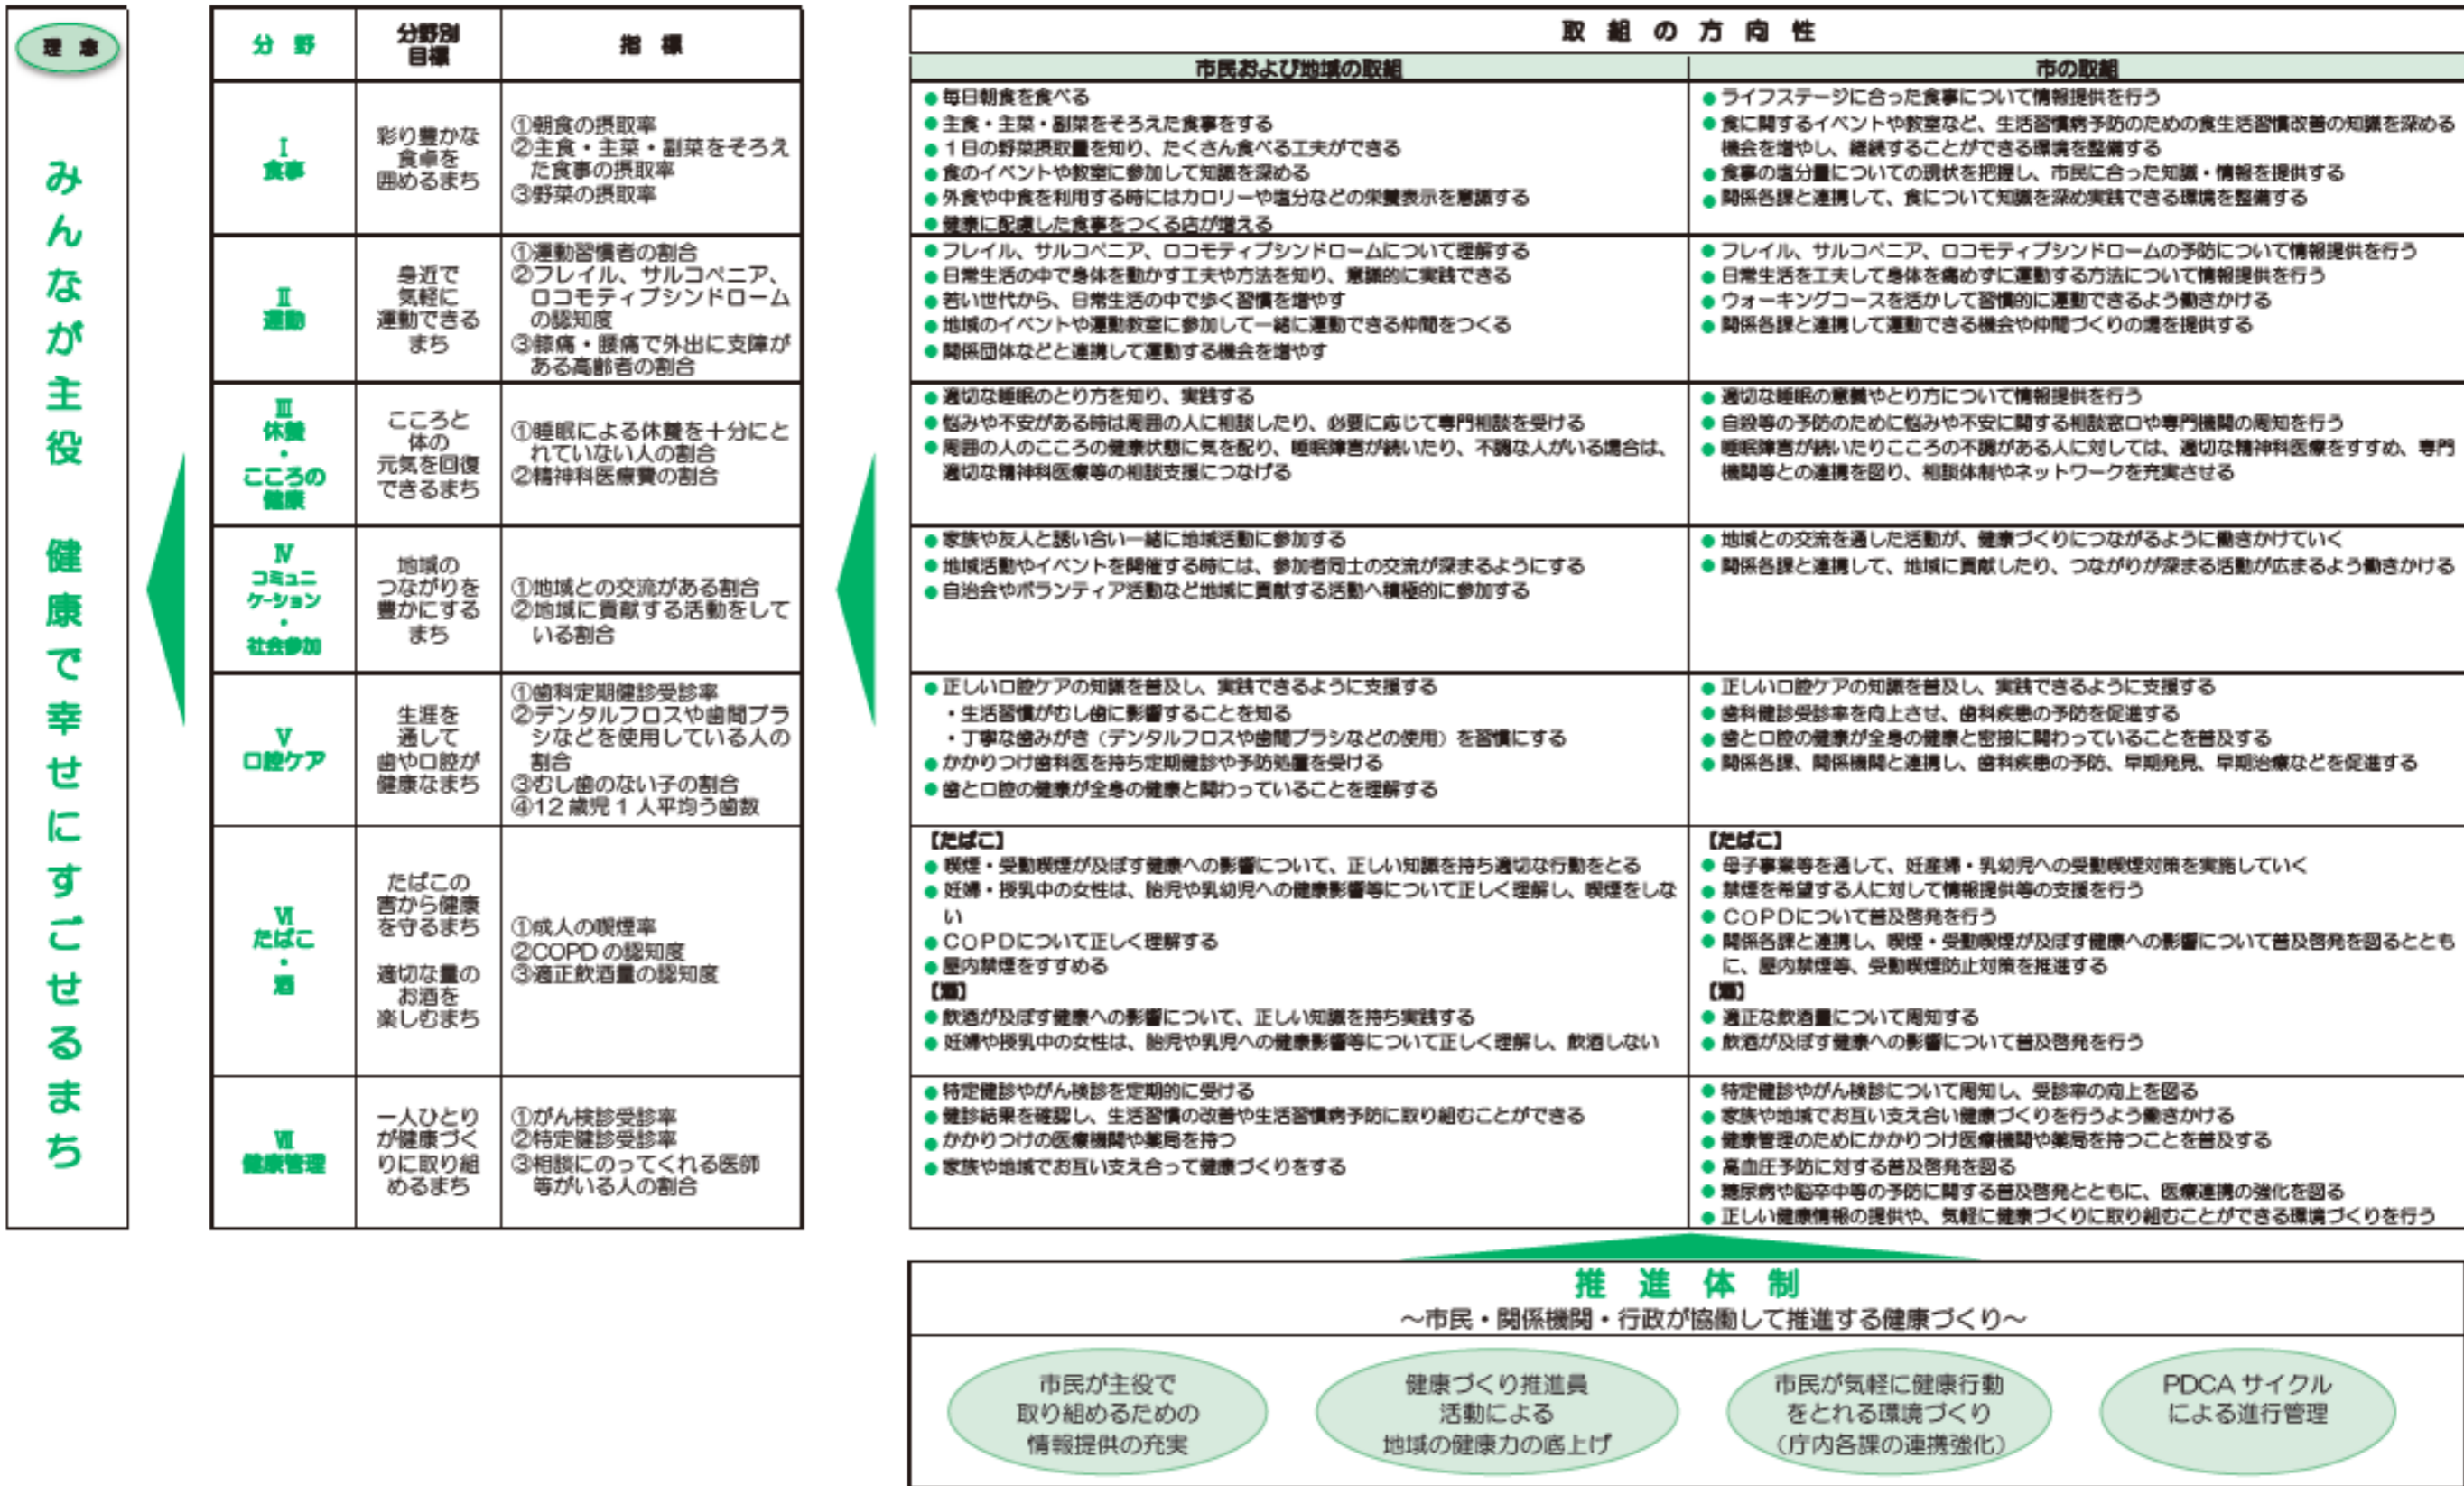 理念
みんなが主役 健康で幸せにすごせるまち
分野
分野別
目標
指標
Ⅰ
食事
彩り豊かな
食卓を
囲めるまち
①朝食の摂取率
②主食・主菜・副菜をそろえ
た食事の摂取率
③野菜の摂取率
Ⅱ
運動
身近で
気軽に
運動できる
まち
①運動習慣者の割合
②フレイル、サルコペニア、
ロコモティブシンドローム
の認知度
③膝痛・腰痛で外出に支障が
ある高齢者の割合
Ⅲ
休養
・
こころの
健康
こころと
体の
元気を回復
できるまち
①睡眠による休養を十分にと
れていない人の割合
②精神科医療費の割合
Ⅳ
コミュニ
ケーション
・
社会参加
地域の
つながりを
豊かにする
まち
①地域との交流がある割合
②地域に貢献する活動をして
いる割合
Ⅴ
口腔ケア
生涯を
通して
歯や口腔が
健康なまち
①歯科定期健診受診率
②デンタルフロスや歯間ブラ
シなどを使用している人の
割合
③むし歯のない子の割合
④12歳児1人平均う歯数
Ⅵ
たばこ
・
酒
たばこの
害から健康
を守るまち
適切な量の
お酒を
楽しむまち
①成人の喫煙率
②COPDの認知度
③適正飲酒量の認知度
Ⅶ
健康管理
一人ひとり
が健康づく
りに取り組
めるまち
①がん検診受診率
②特定健診受診率
③相談にのってくれる医師
等がいる人の割合
取組の方向性
市民および地域の取組
市の取組
●毎日朝食を食べる
●主食・主菜・副菜をそろえた食事をする
●1日の野菜摂取量を知り、たくさん食べる工夫ができる
●食のイベントや教室に参加して知識を深める
●外食や中食を利用する時にはカロリーや塩分などの栄養表示を意識する
●健康に配慮した食事をつくる店が増える
●ライフステージに合った食事について情報提供を行う
●食に関するイベントや教室など、生活習慣病予防のための食生活習慣改善の知識を深める
機会を増やし、継続することができる環境を整備する
●食事の塩分量についての現状を把握し、市民に合った知識・情報を提供する
●関係各課と連携して、食について知識を深め実践できる環境を整備する
●フレイル、サルコペニア、ロコモティブシンドロームについて理解する
●日常生活の中で身体を動かす工夫や方法を知り、意識的に実践できる
●若い世代から、日常生活の中で歩く習慣を増やす
●地域のイベントや運動教室に参加して一緒に運動できる仲間をつくる
●関係団体などと連携して運動する機会を増やす
●フレイル、サルコペニア、ロコモティブシンドロームの予防について情報提供を行う
●日常生活を工夫して身体を痛めずに運動する方法について情報提供を行う
●ウォーキングコースを活かして習慣的に運動できるよう働きかける
●関係各課と連携して運動できる機会や仲間づくりの場を提供する
●適切な睡眠のとり方を知り、実践する
●悩みや不安がある時は周囲の人に相談したり、必要に応じて専門相談を受ける
●周囲の人のこころの健康状態に気を配り、睡眠障害が続いたり、不調な人がいる場合は、
適切な精神科医療等の相談支援につなげる
●適切な睡眠の意義やとり方について情報提供を行う
●自殺等の予防のために悩みや不安に関する相談窓口や専門機関の周知を行う
●睡眠障害が続いたりこころの不調がある人に対しては、適切な精神科医療をすすめ、専門
機関等との連携を図り、相談体制やネットワークを充実させる
●家族や友人と誘い合い一緒に地域活動に参加する
●地域活動やイベントを開催する時には、参加者同士の交流が深まるようにする
●自治会やボランティア活動など地域に貢献する活動へ積極的に参加する
●地域との交流を通した活動が、健康づくりにつながるように働きかけていく
●関係各課と連携して、地域に貢献したり、つながりが深まる活動が広まるよう働きかける
●正しい口腔ケアの知識を普及し、実践できるように支援する
・生活習慣がむし歯に影響することを知る
・丁寧な歯みがき（デンタルフロスや歯間ブラシなどの使用）を習慣にする
●かかりつけ歯科医を持ち定期健診や予防処置を受ける
●歯と口腔の健康が全身の健康と関わっていることを理解する
●正しい口腔ケアの知識を普及し、実践できるように支援する
●歯科健診受診率を向上させ、歯科疾患の予防を促進する
●歯と口腔の健康が全身の健康と密接に関わっていることを普及する
●関係各課、関係機関と連携し、歯科疾患の予防、早期発見、早期治療などを促進する
【たばこ】
●喫煙・受動喫煙が及ぼす健康への影響について、正しい知識を持ち適切な行動をとる
●妊婦・授乳中の女性は、胎児や乳幼児への健康影響等について正しく理解し、喫煙をしな
い
●COPDについて正しく理解する
●屋内禁煙をすすめる
【酒】
●飲酒が及ぼす健康への影響について、正しい知識を持ち実践する
●妊婦や授乳中の女性は、胎児や乳児への健康影響等について正しく理解し、飲酒しない
【たばこ】
●母子事業等を通して、妊産婦・乳幼児への受動喫煙対策を実施していく
●禁煙を希望する人に対して情報提供等の支援を行う
●COPDについて普及啓発を行う
●関係各課と連携し、喫煙・受動喫煙が及ぼす健康への影響について普及啓発を図るととも
に、屋内禁煙等、受動喫煙防止対策を推進する
【酒】
●適正な飲酒量について周知する
●飲酒が及ぼす健康への影響について普及啓発を行う
●特定健診やがん検診を定期的に受ける
●健診結果を確認し、生活習慣の改善や生活習慣病予防に取り組むことができる
●かかりつけの医療機関や薬局を持つ
●家族や地域でお互い支え合って健康づくりをする
●特定健診やがん検診について周知し、受診率の向上を図る
●家族や地域でお互い支え合い健康づくりを行うよう働きかける
●健康管理のためにかかりつけ医療機関や薬局を持つことを普及する
●高血圧予防に対する普及啓発を図る
●糖尿病や脳卒中等の予防に関する普及啓発とともに、医療連携の強化を図る
●正しい健康情報の提供や、気軽に健康づくりに取り組むことができる環境づくりを行う
推進体制
～市民・関係機関・行政が協働して推進する健康づくり～
市民が主役で
取り組めるための
情報提供の充実
健康づくり推進員
活動による
地域の健康力の底上げ
市民が気軽に健康行動
をとれる環境づくり
（庁内各課の連携強化）
PDCAサイクル
による進行管理